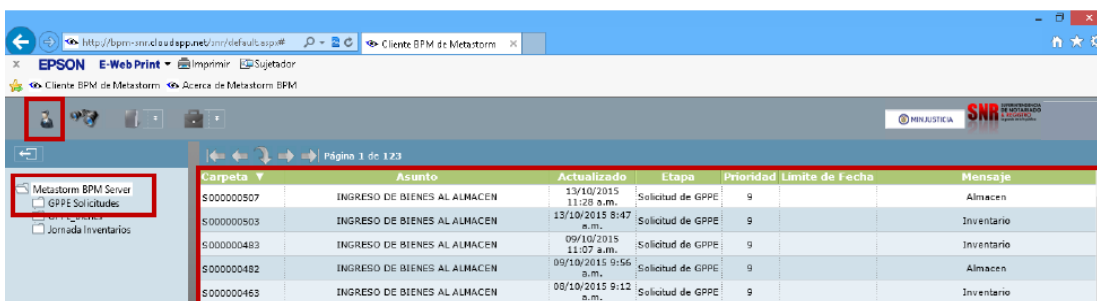 http://bpm-snr.cloudapp.net/snr/default.aspx#
Cliente BPM de Metastorm
EPSON E-Web Print
Imprimir
Sujetador
Cliente BPM de Metastorm
Acerca de Metastorm BPM
MINJUSTICIA
SNR SUPERINTENDENCIA
DE NOTARIADO
& REGISTRO
Página 1 de 123
Metastorm BPM Server
GPPE Solicitudes
Jornada Inventarios
Carpeta ▼ Asunto Actualizado Etapa Prioridad Limite de Fecha Mensaje
S000000507 INGRESO DE BIENES AL ALMACEN 13/10/2015 11:28 a.m. Solicitud de GPPE 9 Almacen
S000000503 INGRESO DE BIENES AL ALMACEN 13/10/2015 8:47 a.m. Solicitud de GPPE 9 Inventario
S000000483 INGRESO DE BIENES AL ALMACEN 09/10/2015 11:07 a.m. Solicitud de GPPE 9 Inventario
S000000482 INGRESO DE BIENES AL ALMACEN 09/10/2015 9:56 a.m. Solicitud de GPPE 9 Almacen
S000000463 INGRESO DE BIENES AL ALMACEN 08/10/2015 9:12 a.m. Solicitud de GPPE 9 Inventario